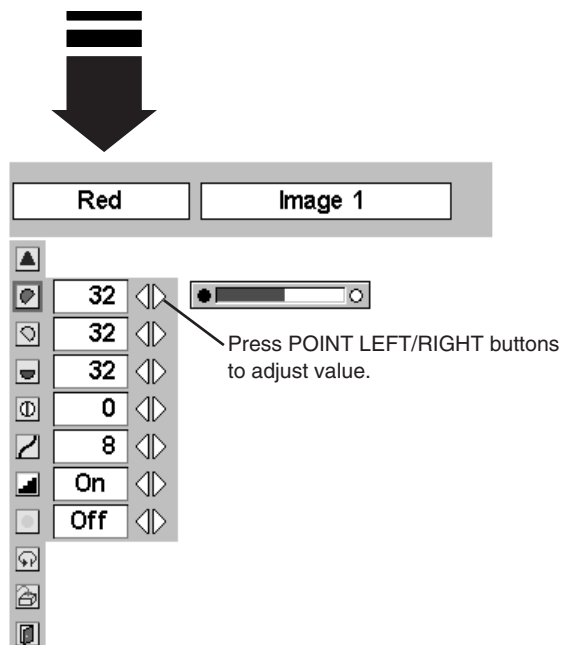 Red
Image 1
32
32
Press POINT LEFT/RIGHT buttons
to adjust value.
32
0
8
On
Off